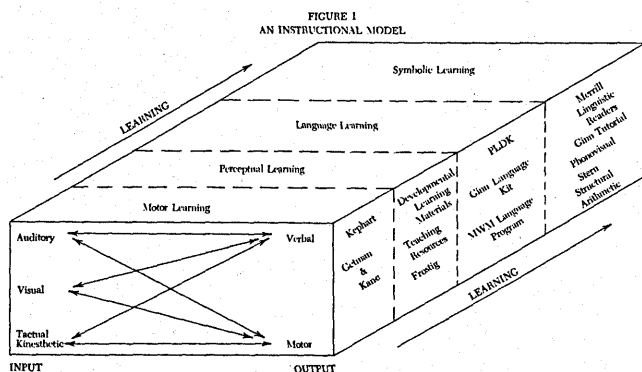 FIGURE 1
AN INSTRUCTIONAL MODEL
LEARNING
Symbolic Learning
Language Learning
Perceptual Learning
Motor Learning
Auditory
Visual
Tactual
Kinesthetic
Verbal
Motor
INPUT
OUTPUT
Kephart
Getman
&
Kane
Developmental
Learning
Materials
Teaching
Resources
Frostig
PLDK
Ginn Language
Kit
MWM Language
Program
Merrill
Linguistic
Readers
Ginn Tutorial
Phonovisual
Stern
Structural
Arithmetic
LEARNING